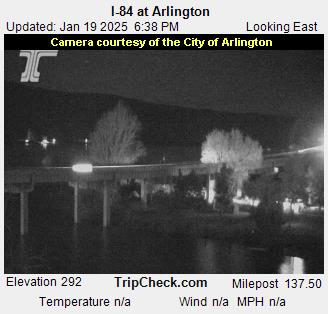 I-84 at Arlington
Updated: Jan 19 2025 6:38 PM Looking East
Camera courtesy of the City of Arlington
Elevation 292 TripCheck.com Milepost 137.50
Temperature n/a Wind n/a MPH n/a